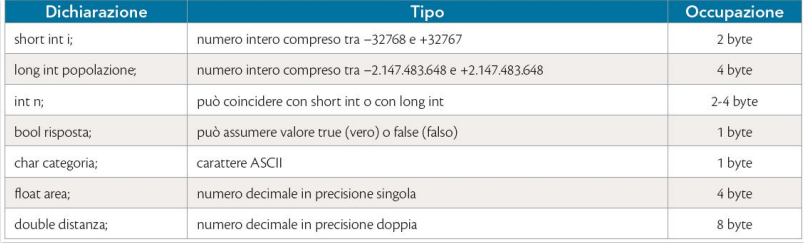 Dichiarazione Tipo Occupazione
short int i; numero intero compreso tra –32768 e +32767 2 byte
long int popolazione; numero intero compreso tra –2.147.483.648 e +2.147.483.648 4 byte
int n; può coincidere con short int o con long int 2-4 byte
bool risposta; può assumere valore true (vero) o false (falso) 1 byte
char categoria; carattere ASCII 1 byte
float area; numero decimale in precisione singola 4 byte
double distanza; numero decimale in precisione doppia 8 byte